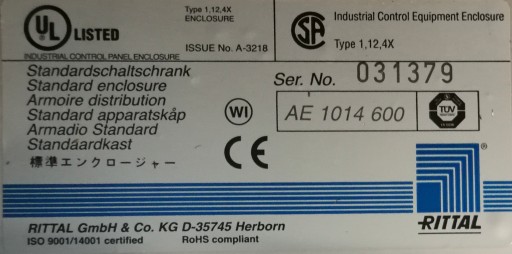 UL LISTED
INDUSTRIAL CONTROL PANEL ENCLOSURE
Type 1,12,4X
ENCLOSURE
ISSUE No. A-3218
SA
Industrial Control Equipment Enclosure
Type 1,12,4X
Standardschaltschrank
Standard enclosure
Armoire distribution
Standard apparatskåp
Armadio Standard
Standáardkast
標準エンクロージャー
WI
CE
Ser. No. 031379
AE 1014 600
TÜV
RITTAL GmbH & Co. KG D-35745 Herborn
ISO 9001/14001 certified RoHS compliant
®
RITTAL